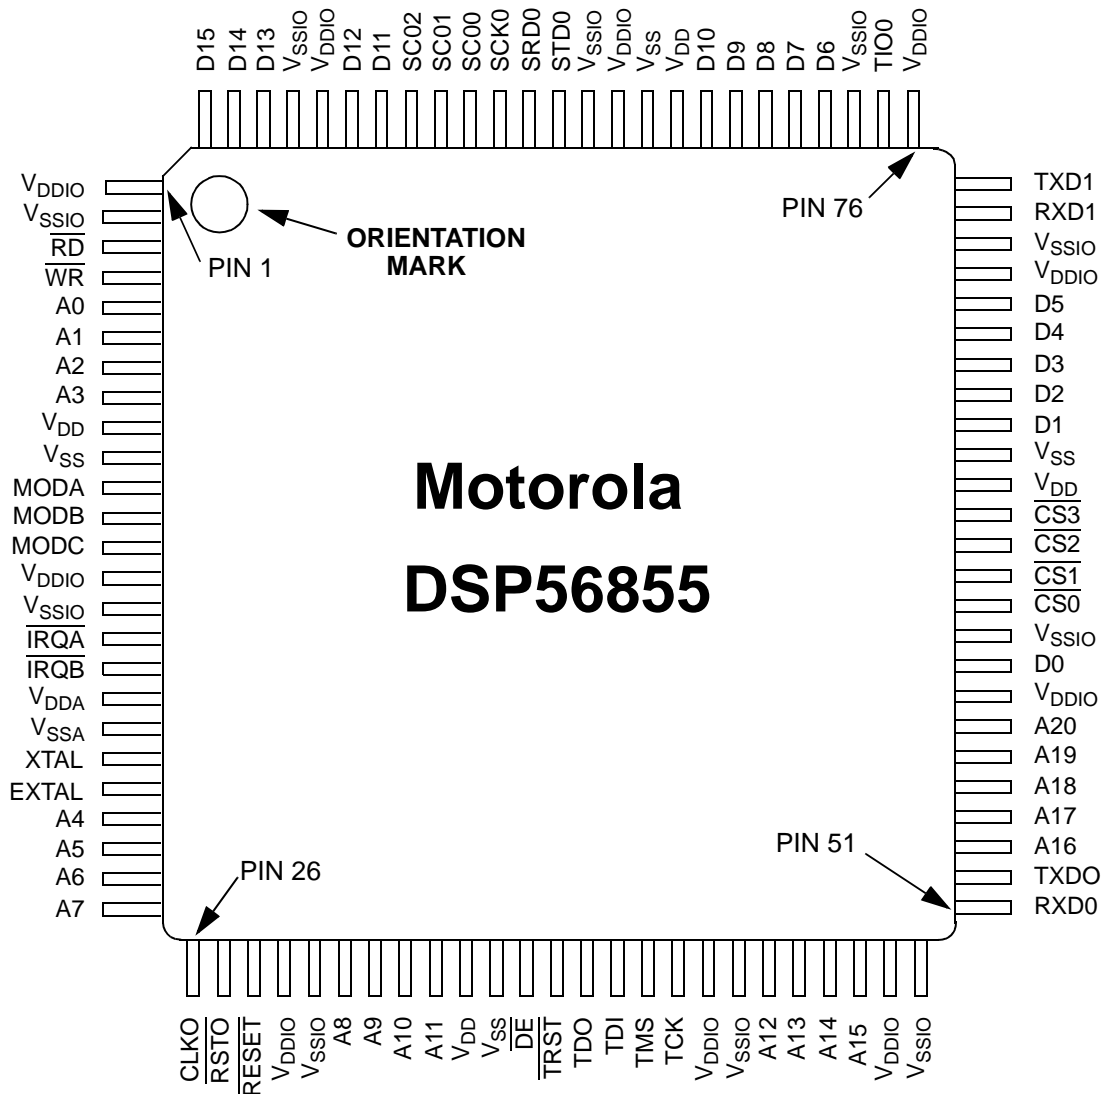 D15
D14
D13
VSSIO
VDDIO
D12
D11
SC02
SC01
SC00
SCK0
SRD0
STD0
VSSIO
VDDIO
VSS
VDD
D10
D9
D8
D7
D6
VSSIO
TIO0
VDDIO
VDDIO
VSSIO
RD
WR
A0
A1
A2
A3
VDD
VSS
MODA
MODB
MODC
VDDIO
VSSIO
IRQA
IRQB
VDDA
VSSA
XTAL
EXTAL
A4
A5
A6
A7
PIN 1
ORIENTATION
MARK
PIN 76
Motorola
DSP56855
PIN 26
PIN 51
TXD1
RXD1
VSSIO
VDDIO
D5
D4
D3
D2
D1
VSS
VDD
CS3
CS2
CS1
CS0
VSSIO
D0
VDDIO
A20
A19
A18
A17
A16
TXDO
RXD0
CLKO
RSTO
RESET
VDDIO
VSSIO
A8
A9
A10
A11
VDD
VSS
DE
TRST
TDO
TDI
TMS
TCK
VDDIO
VSSIO
A12
A13
A14
A15
VDDIO
VSSIO